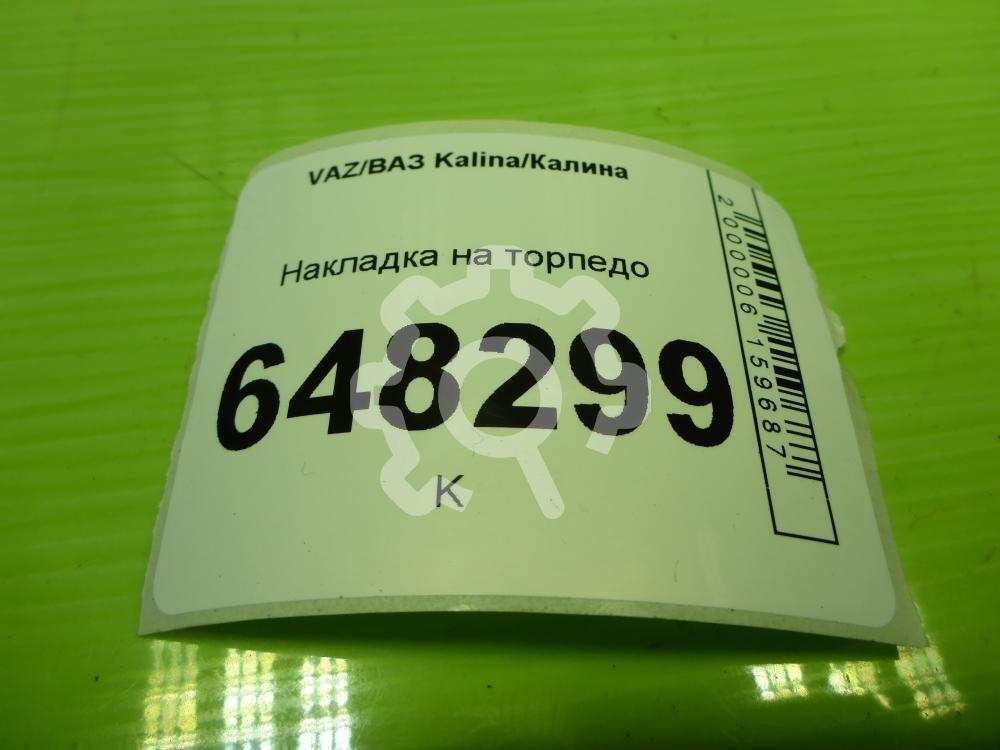 VAZ/ВАЗ Kalina/Калина
Накладка на торпедо
648299
К
2000006159687